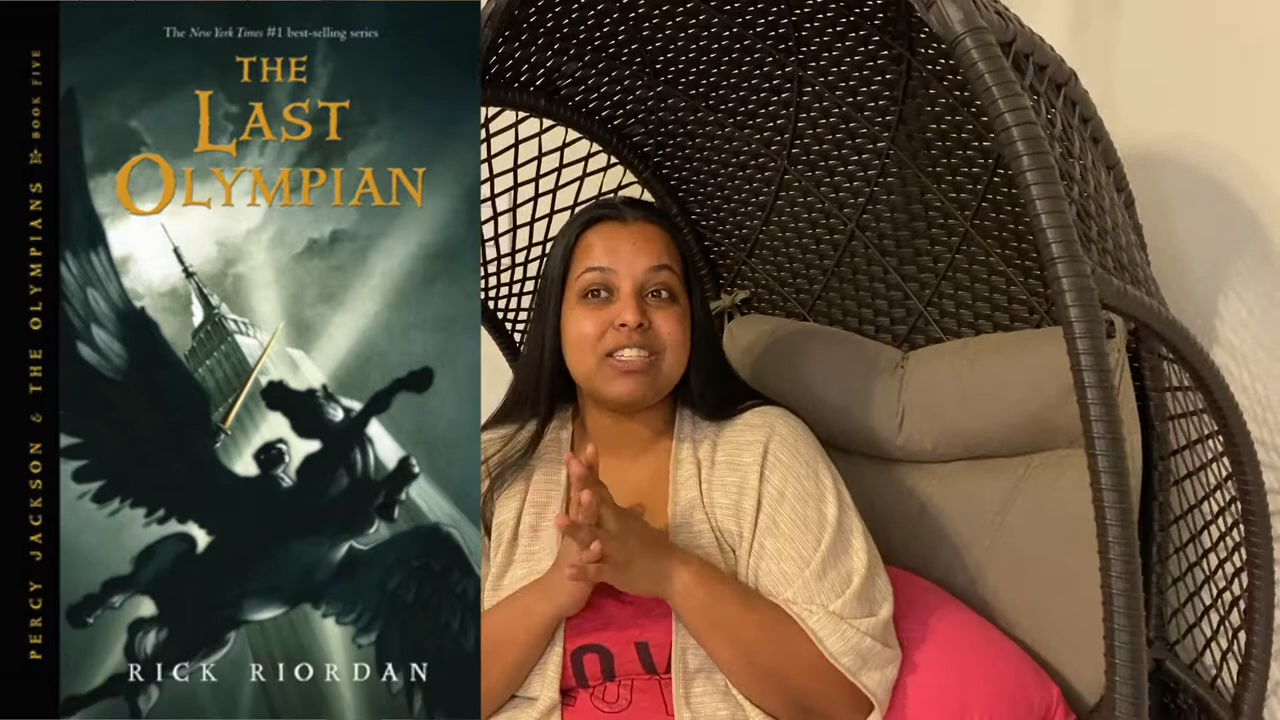 The New York Times #1 best-selling series
THE
LAST
OLYMPIAN
PERCY JACKSON & THE OLYMPIANS BOOK FIVE
RICK RIORDAN